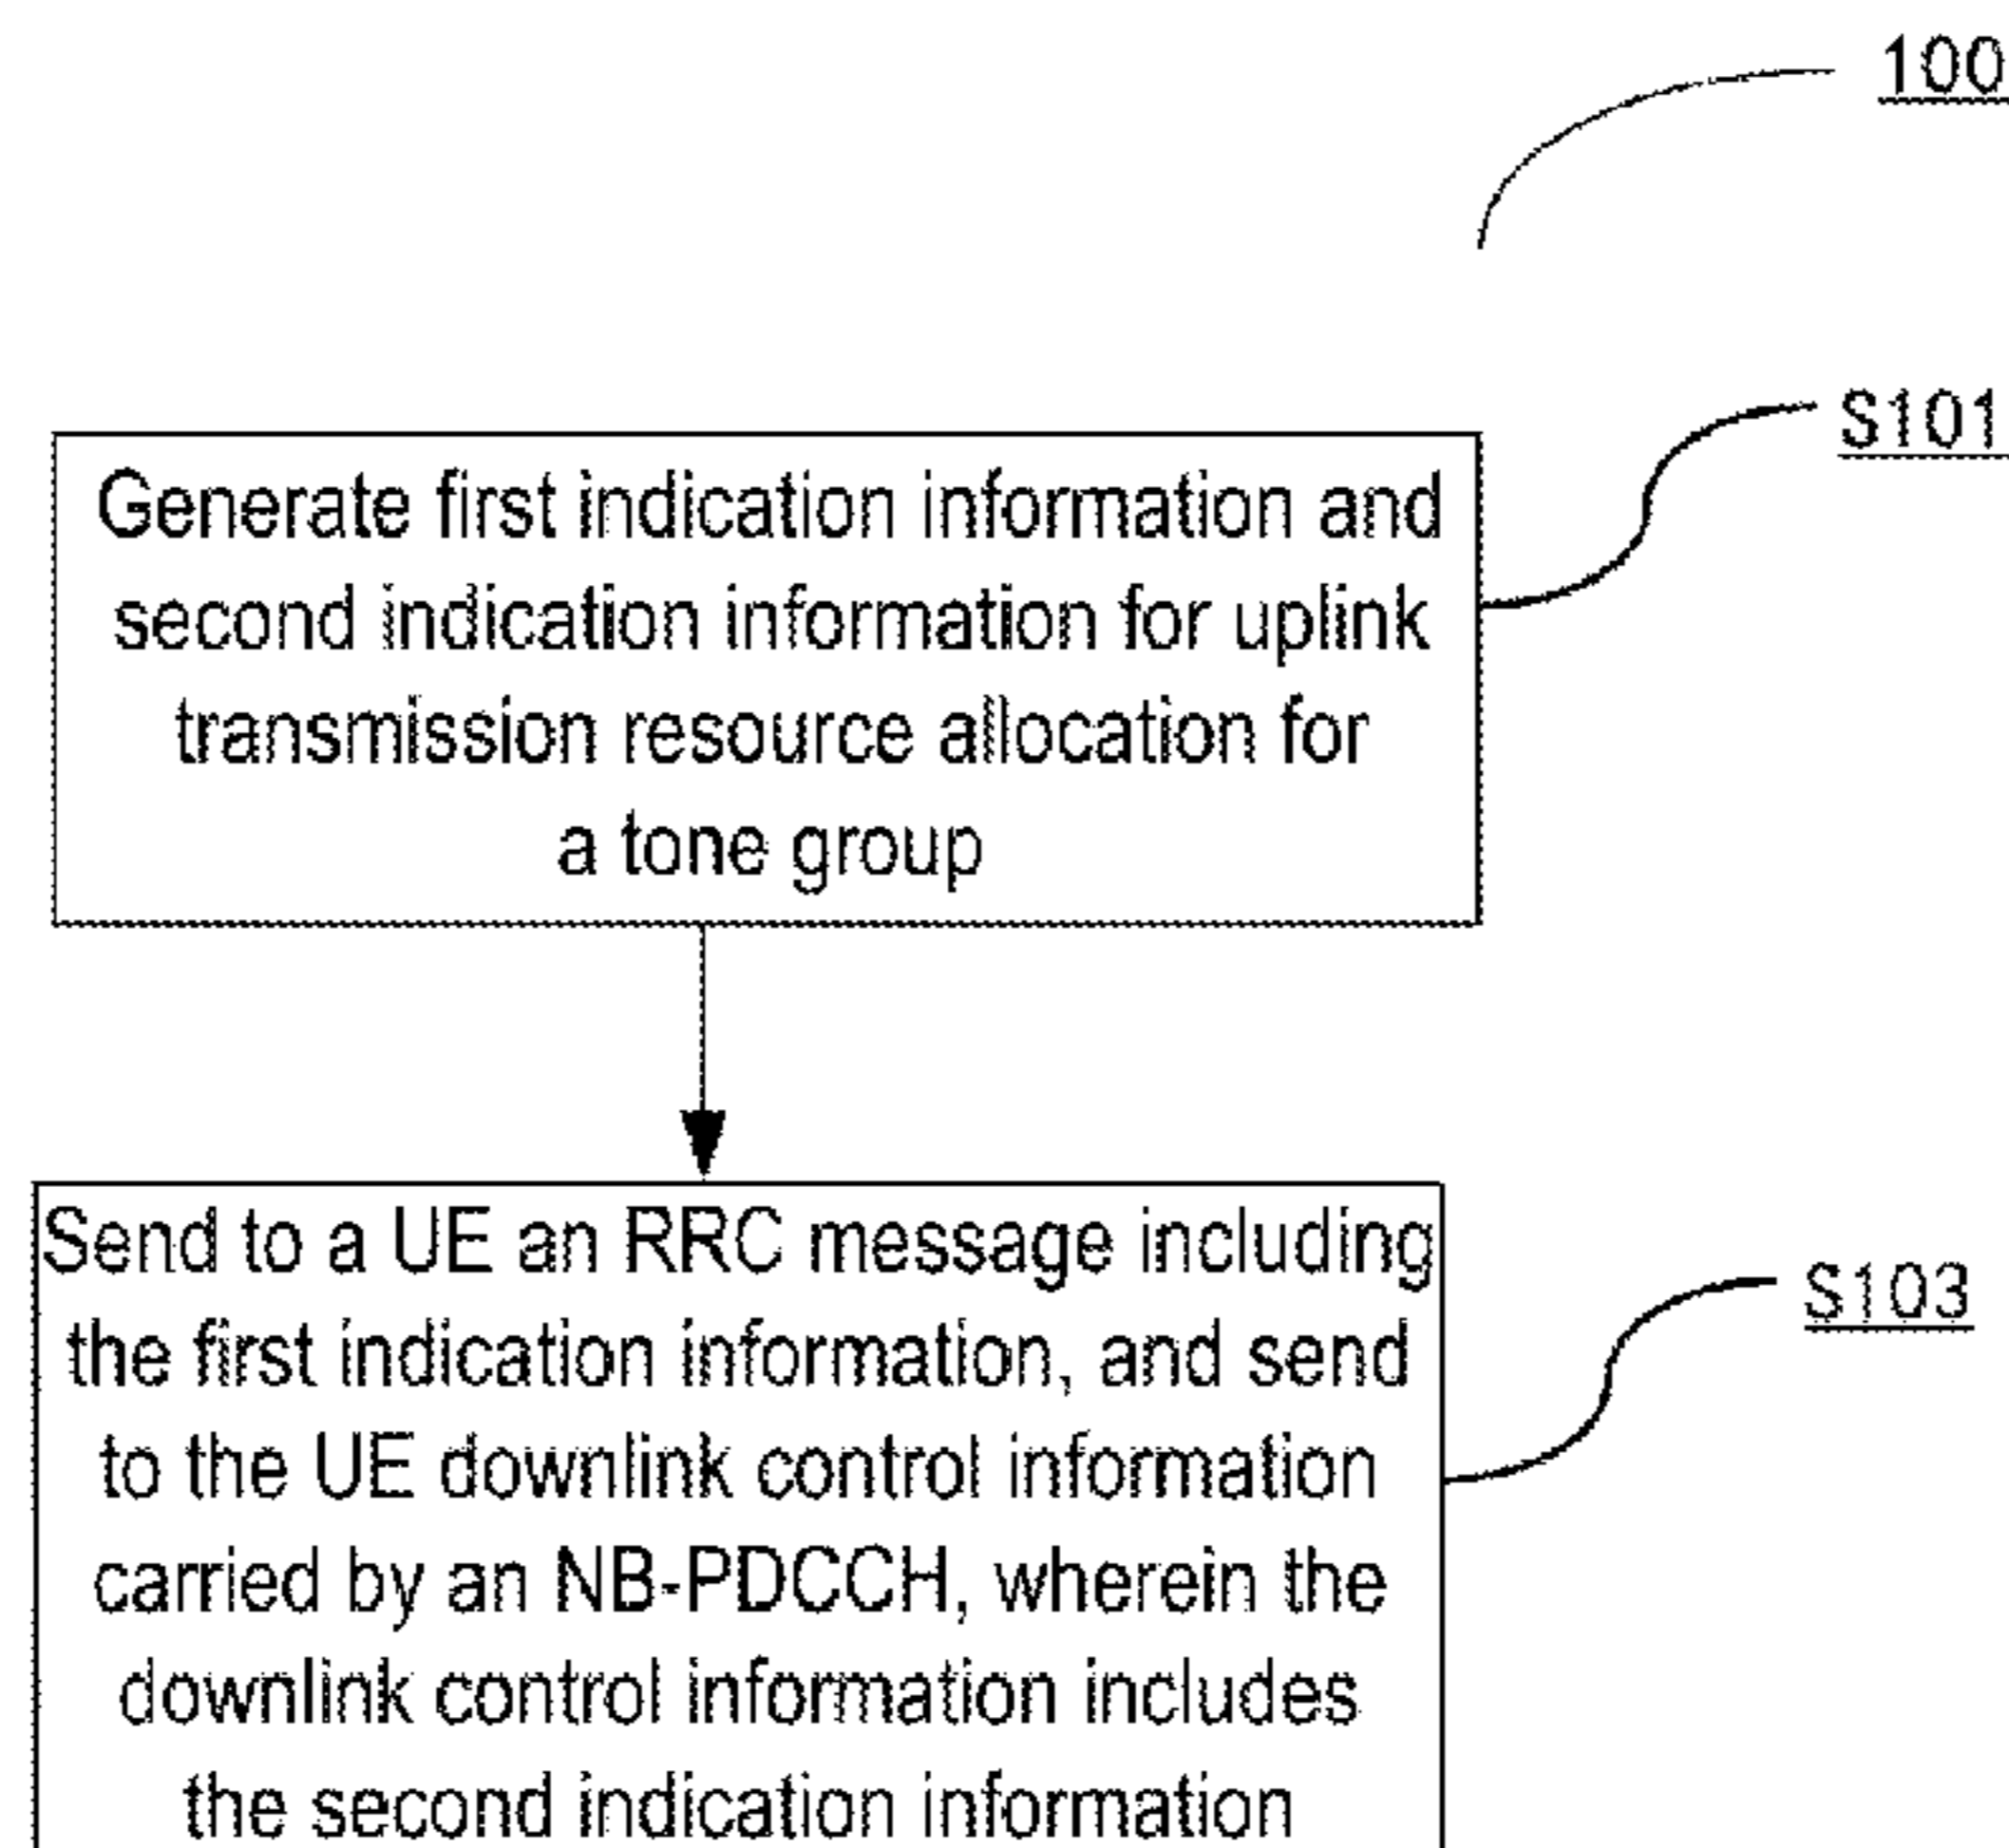 100
S101
Generate first indication information and
second indication information for uplink
transmission resource allocation for
a tone group
Send to a UE an RRC message including
the first indication information, and send
to the UE downlink control information
carried by an NB-PDCCH, wherein the
downlink control information includes
the second indication information
S103